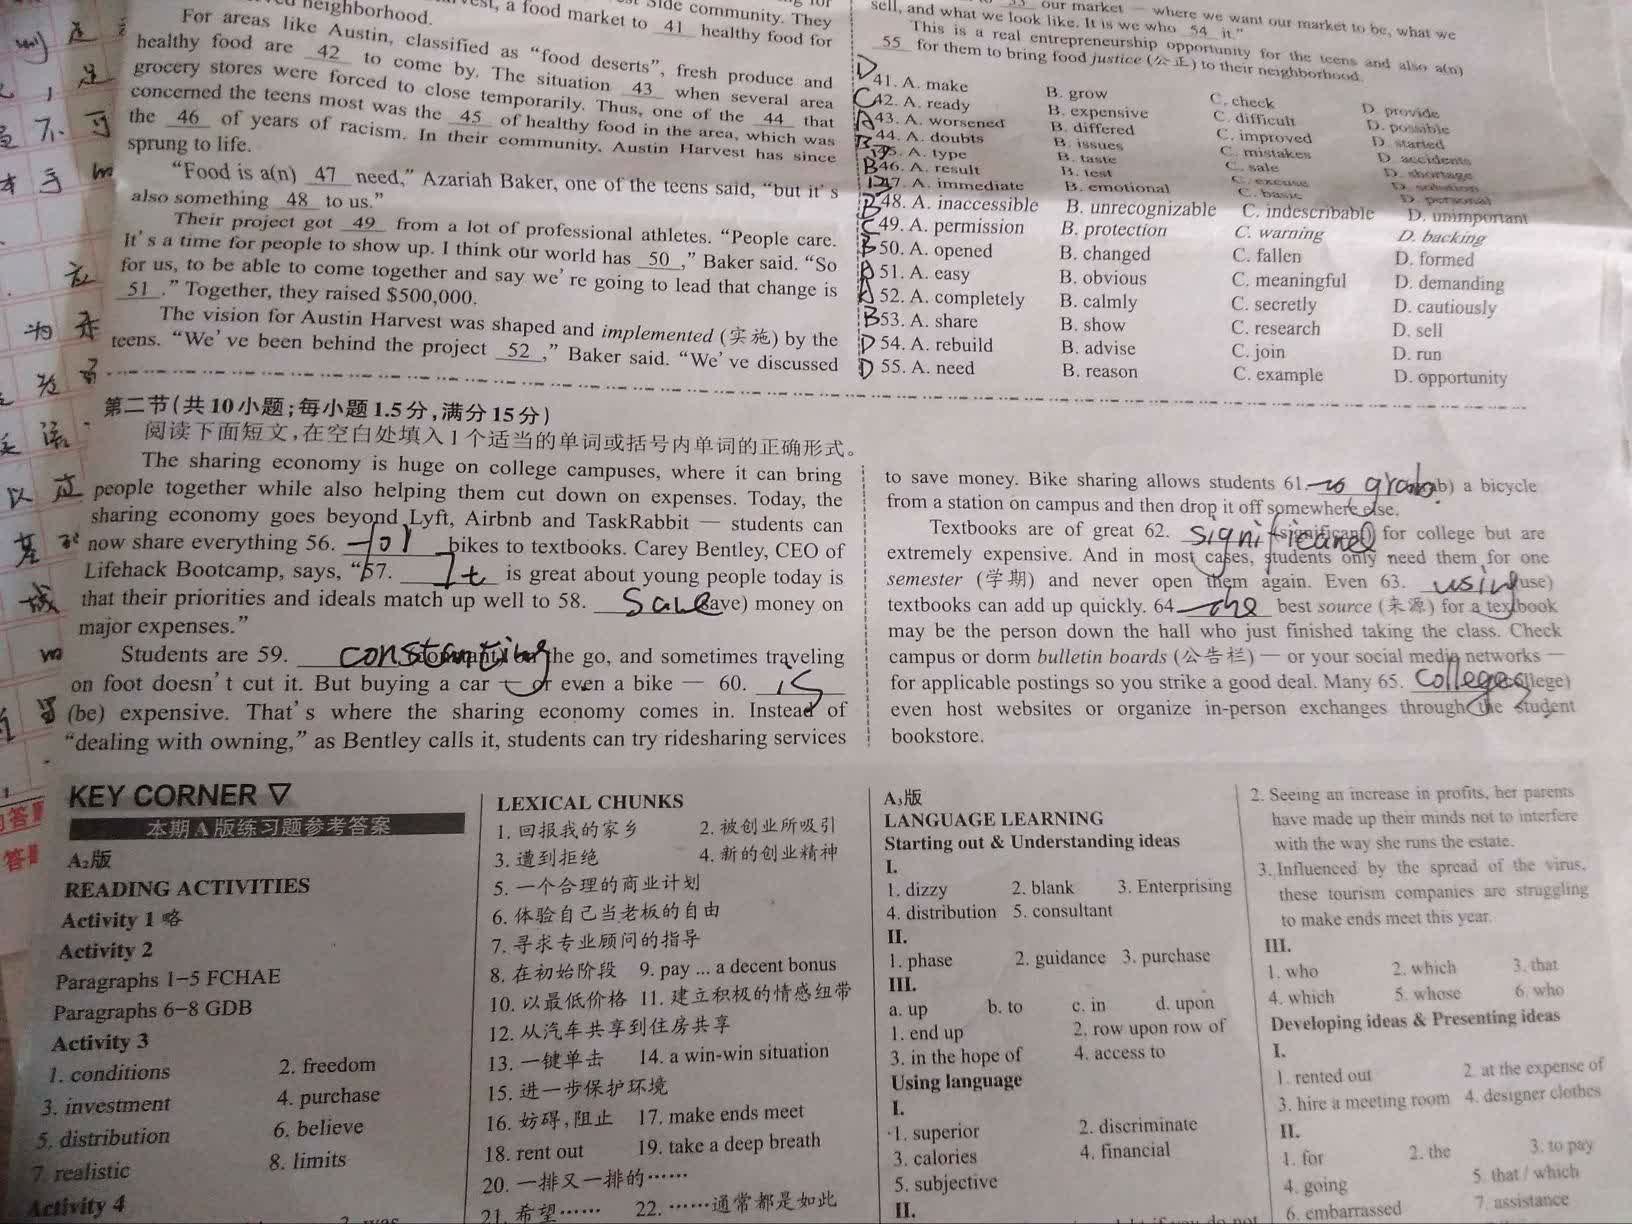 healthy neighborhood.
For areas like Austin, classified as “food deserts”, fresh produce and
healthy food are 42 to come by. The situation 43 when several area
grocery stores were forced to close temporarily. Thus, one of the 44 that
concerned the teens most was the 45 of healthy food in the area, which was
the 46 of years of racism. In their community, Austin Harvest has since
sprung to life.
“Food is a(n) 47 need,” Azariah Baker, one of the teens said, “but it's
also something 48 to us.”
Their project got 49 from a lot of professional athletes. “People care.
It's a time for people to show up. I think our world has 50 ,” Baker said. “So
for us, to be able to come together and say we're going to lead that change is
51 .” Together, they raised $500,000.
The vision for Austin Harvest was shaped and implemented (实施) by the
teens. “We've been behind the project 52 ,” Baker said. “We've discussed
our market — where we want our market to be, what we
sell, and what we look like. It is we who 54 it.”
This is a real entrepreneurship opportunity for the teens and also a(n)
55 for them to bring food justice (公正) to their neighborhood.
D 41. A. make B. grow C. check D. provide
C 42. A. ready B. expensive C. difficult D. possible
A 43. A. worsened B. differed C. improved D. started
B 44. A. doubts B. issues C. mistakes D. accidents
45. A. type B. taste C. sale D. shortage
B 46. A. result B. test C. excuse D. solution
D 47. A. immediate B. emotional C. basic D. personal
B 48. A. inaccessible B. unrecognizable C. indescribable D. unimportant
C 49. A. permission B. protection C. warning D. backing
B 50. A. opened B. changed C. fallen D. formed
A 51. A. easy B. obvious C. meaningful D. demanding
A 52. A. completely B. calmly C. secretly D. cautiously
B 53. A. share B. show C. research D. sell
D 54. A. rebuild B. advise C. join D. run
D 55. A. need B. reason C. example D. opportunity
第二节(共10小题;每小题1.5分,满分15分)
阅读下面短文,在空白处填入1个适当的单词或括号内单词的正确形式。
The sharing economy is huge on college campuses, where it can bring
people together while also helping them cut down on expenses. Today, the
sharing economy goes beyond Lyft, Airbnb and TaskRabbit — students can
now share everything 56. for bikes to textbooks. Carey Bentley, CEO of
Lifehack Bootcamp, says, “57. It is great about young people today is
that their priorities and ideals match up well to 58. save (save) money on
major expenses.”
Students are 59. constanting the go, and sometimes traveling
on foot doesn't cut it. But buying a car — or even a bike — 60. is
(be) expensive. That's where the sharing economy comes in. Instead of
“dealing with owning,” as Bentley calls it, students can try ridesharing services
to save money. Bike sharing allows students 61. to grab a bicycle
from a station on campus and then drop it off somewhere else.
Textbooks are of great 62. significanc (significant) for college but are
extremely expensive. And in most cases, students only need them for one
semester (学期) and never open them again. Even 63. using (use)
textbooks can add up quickly. 64. the best source (来源) for a textbook
may be the person down the hall who just finished taking the class. Check
campus or dorm bulletin boards (公告栏) — or your social media networks —
for applicable postings so you strike a good deal. Many 65. colleges (college)
even host websites or organize in-person exchanges through the student
bookstore.
KEY CORNER ▽
本期A版练习题参考答案
A₂版
READING ACTIVITIES
Activity 1 略
Activity 2
Paragraphs 1–5 FCHAE
Paragraphs 6–8 GDB
Activity 3
1. conditions 2. freedom
3. investment 4. purchase
5. distribution 6. believe
7. realistic 8. limits
Activity 4
LEXICAL CHUNKS
1. 回报我的家乡 2. 被创业所吸引
3. 遭到拒绝 4. 新的创业精神
5. 一个合理的商业计划
6. 体验自己当老板的自由
7. 寻求专业顾问的指导
8. 在初始阶段 9. pay ... a decent bonus
10. 以最低价格 11. 建立积极的情感纽带
12. 从汽车共享到住房共享
13. 一键单击 14. a win-win situation
15. 进一步保护环境
16. 妨碍,阻止 17. make ends meet
18. rent out 19. take a deep breath
20. 一排又一排的……
21. 希望…… 22. ……通常都是如此
A₃版
LANGUAGE LEARNING
Starting out & Understanding ideas
I.
1. dizzy 2. blank 3. Enterprising
4. distribution 5. consultant
II.
1. phase 2. guidance 3. purchase
III.
a. up b. to c. in d. upon
1. end up 2. row upon row of
3. in the hope of 4. access to
Using language
I.
1. superior 2. discriminate
3. calories 4. financial
5. subjective
II.
2. Seeing an increase in profits, her parents
have made up their minds not to interfere
with the way she runs the estate.
3. Influenced by the spread of the virus,
these tourism companies are struggling
to make ends meet this year.
III.
1. who 2. which 3. that
4. which 5. whose 6. who
Developing ideas & Presenting ideas
I.
1. rented out 2. at the expense of
3. hire a meeting room 4. designer clothes
II.
1. for 2. the 3. to pay
4. going 5. that / which
6. embarrassed 7. assistance